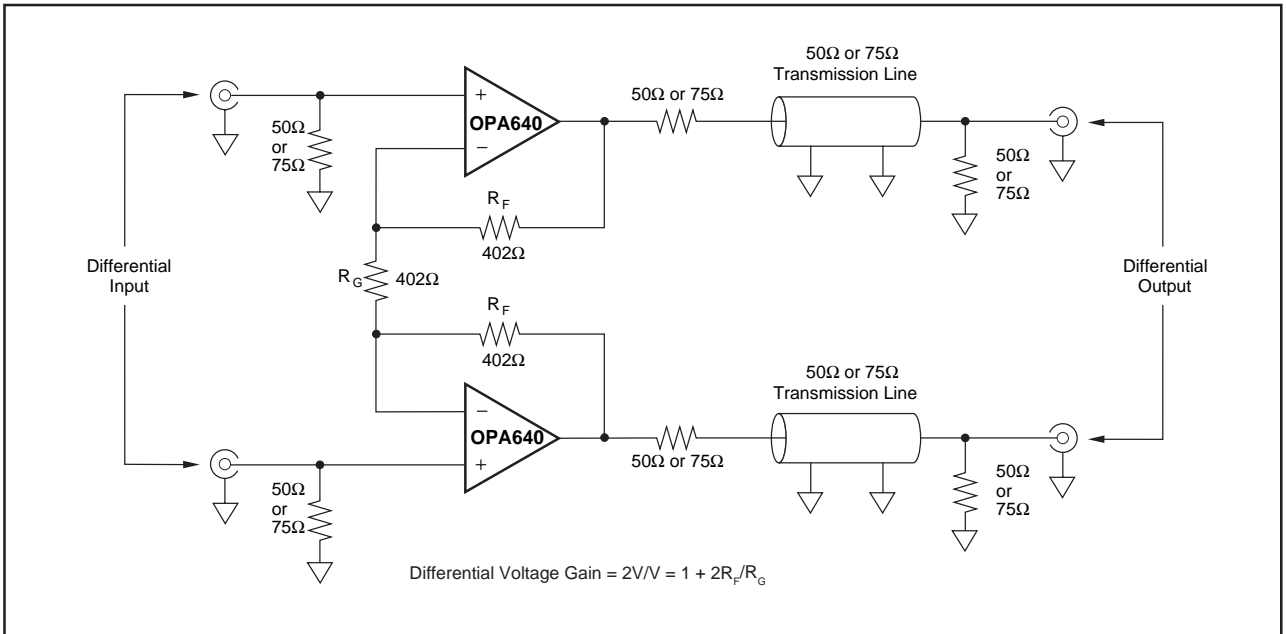 50Ω or 75Ω
Transmission Line
50Ω or 75Ω
+
OPA640
−
50Ω
or
75Ω
50Ω
or
75Ω
R_F
402Ω
Differential
Input
R_G 402Ω
Differential
Output
R_F
402Ω
50Ω or 75Ω
Transmission Line
−
OPA640
+
50Ω or 75Ω
50Ω
or
75Ω
50Ω
or
75Ω
Differential Voltage Gain = 2V/V = 1 + 2R_F/R_G